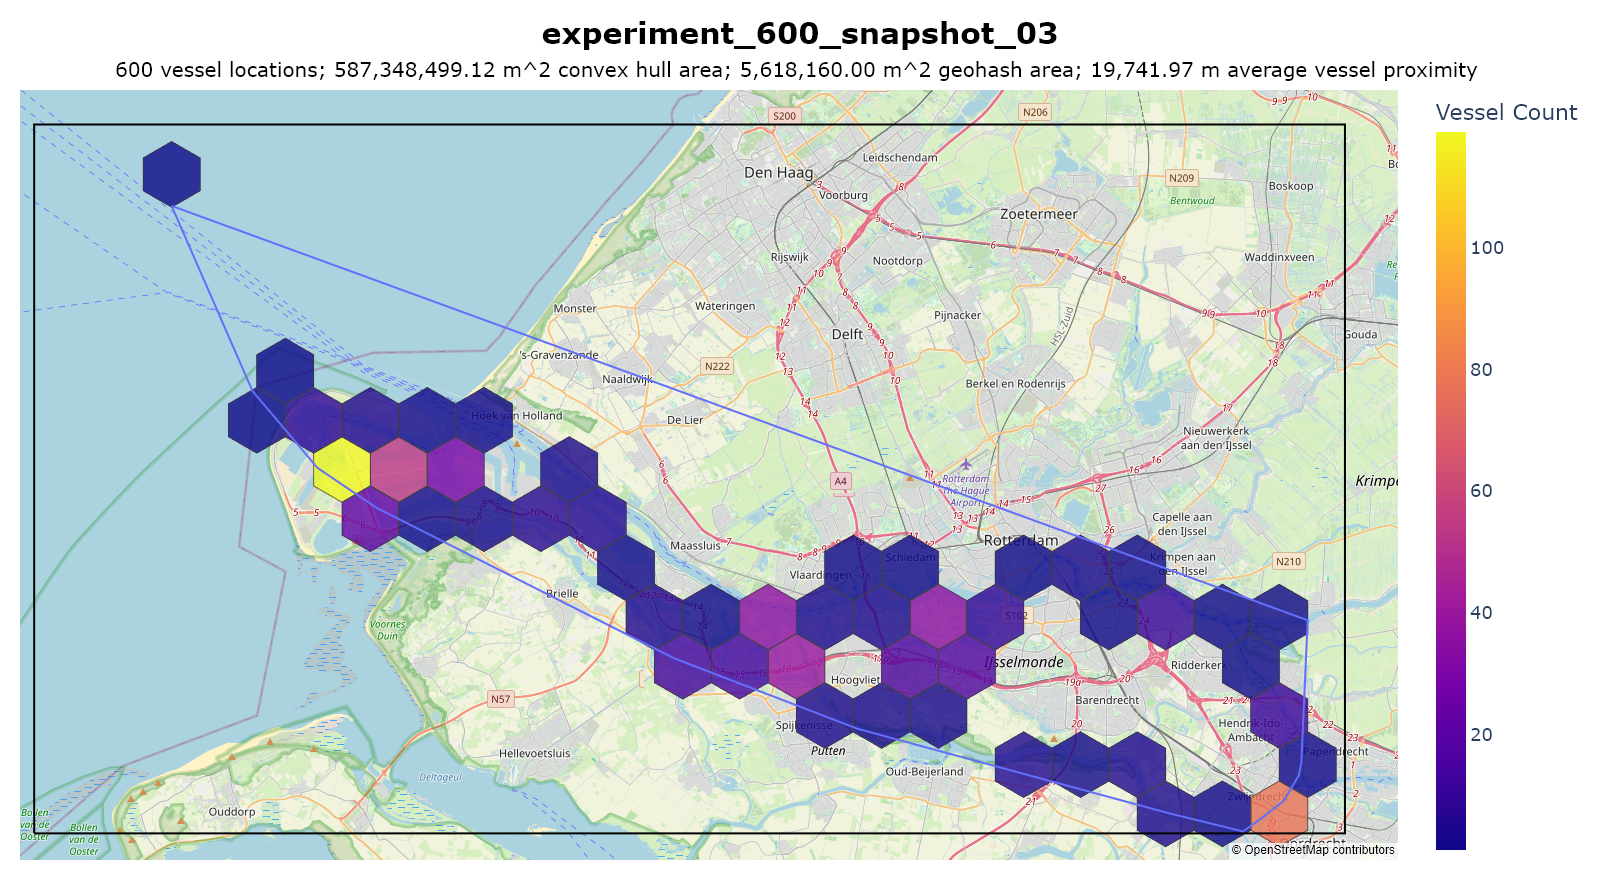 experiment_600_snapshot_03
600 vessel locations; 587,348,499.12 m^2 convex hull area; 5,618,160.00 m^2 geohash area; 19,741.97 m average vessel proximity
Vessel Count
100
80
60
40
20
S200
N206
Den Haag
Leidschendam
Voorburg
N209
Boskoop
Bentwoud
Zoetermeer
Rijswijk
Nootdorp
Waddinxveen
Monster
Wateringen
Pijnacker
HSL-Zuid
Delft
Gouda
's-Gravenzande
N222
Naaldwijk
Berkel en Rodenrijs
Hoek van Holland
De Lier
Nieuwerkerk
aan den IJssel
A4
Rotterdam
The Hague
Airport
Krimpe
Capelle aan
den IJssel
Maassluis
Rotterdam
Schiedam
Krimpen aan
den IJssel
N210
Vlaardingen
Brielle
S102
Voornes
Duin
IJsselmonde
Ridderkerk
Hoogvliet
N57
Barendrecht
Spijkenisse
Hendrik-Ido-
Ambacht
Papendrecht
Hellevoetsluis
Putten
Oud-Beijerland
Deltageul
Zwijndrecht
Ouddorp
Bollen
van de
Ooster
Bollen
van de
Ooster
© OpenStreetMap contributors